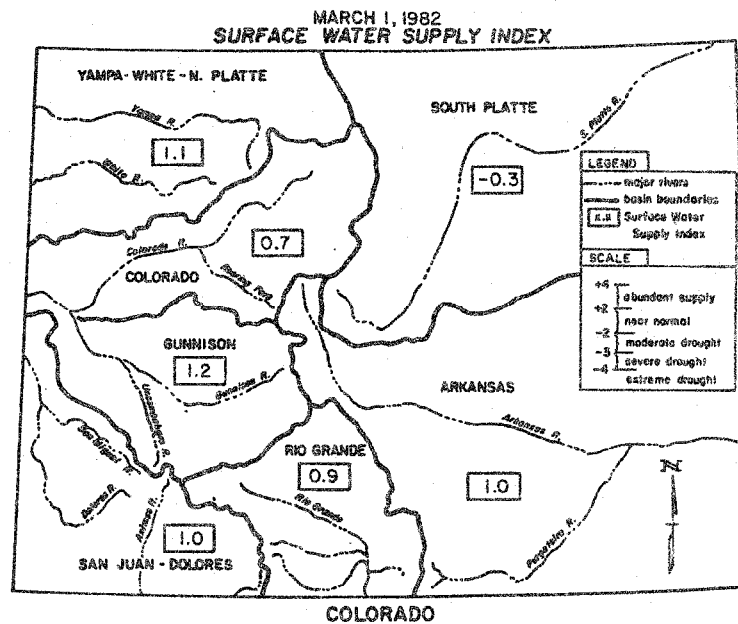 MARCH 1, 1982
SURFACE WATER SUPPLY INDEX
YAMPA-WHITE-N. PLATTE
Yampa R.
1.1
White R.
SOUTH PLATTE
S. Platte R.
-0.3
LEGEND
major rivers
basin boundaries
x.x Surface Water
Supply Index
SCALE
+4
abundant supply
+2
near normal
-2
moderate drought
-3
severe drought
-4
extreme drought
0.7
Colorado R.
COLORADO
Roaring Fork
GUNNISON
1.2
Gunnison R.
Uncompahgre R.
ARKANSAS
Arkansas R.
1.0
Purgatoire R.
N
RIO GRANDE
0.9
Rio Grande
San Miguel R.
Dolores R.
Animas R.
1.0
SAN JUAN-DOLORES
COLORADO